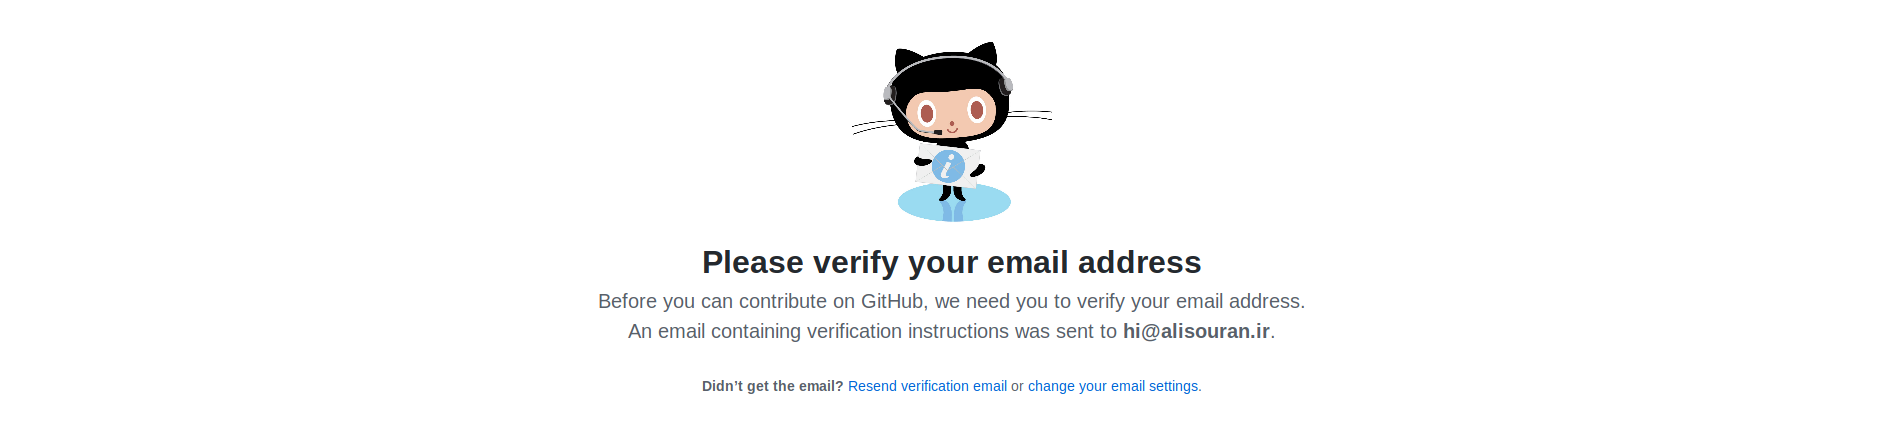 Please verify your email address
Before you can contribute on GitHub, we need you to verify your email address.
An email containing verification instructions was sent to hi@alisouran.ir.
Didn’t get the email? Resend verification email or change your email settings.